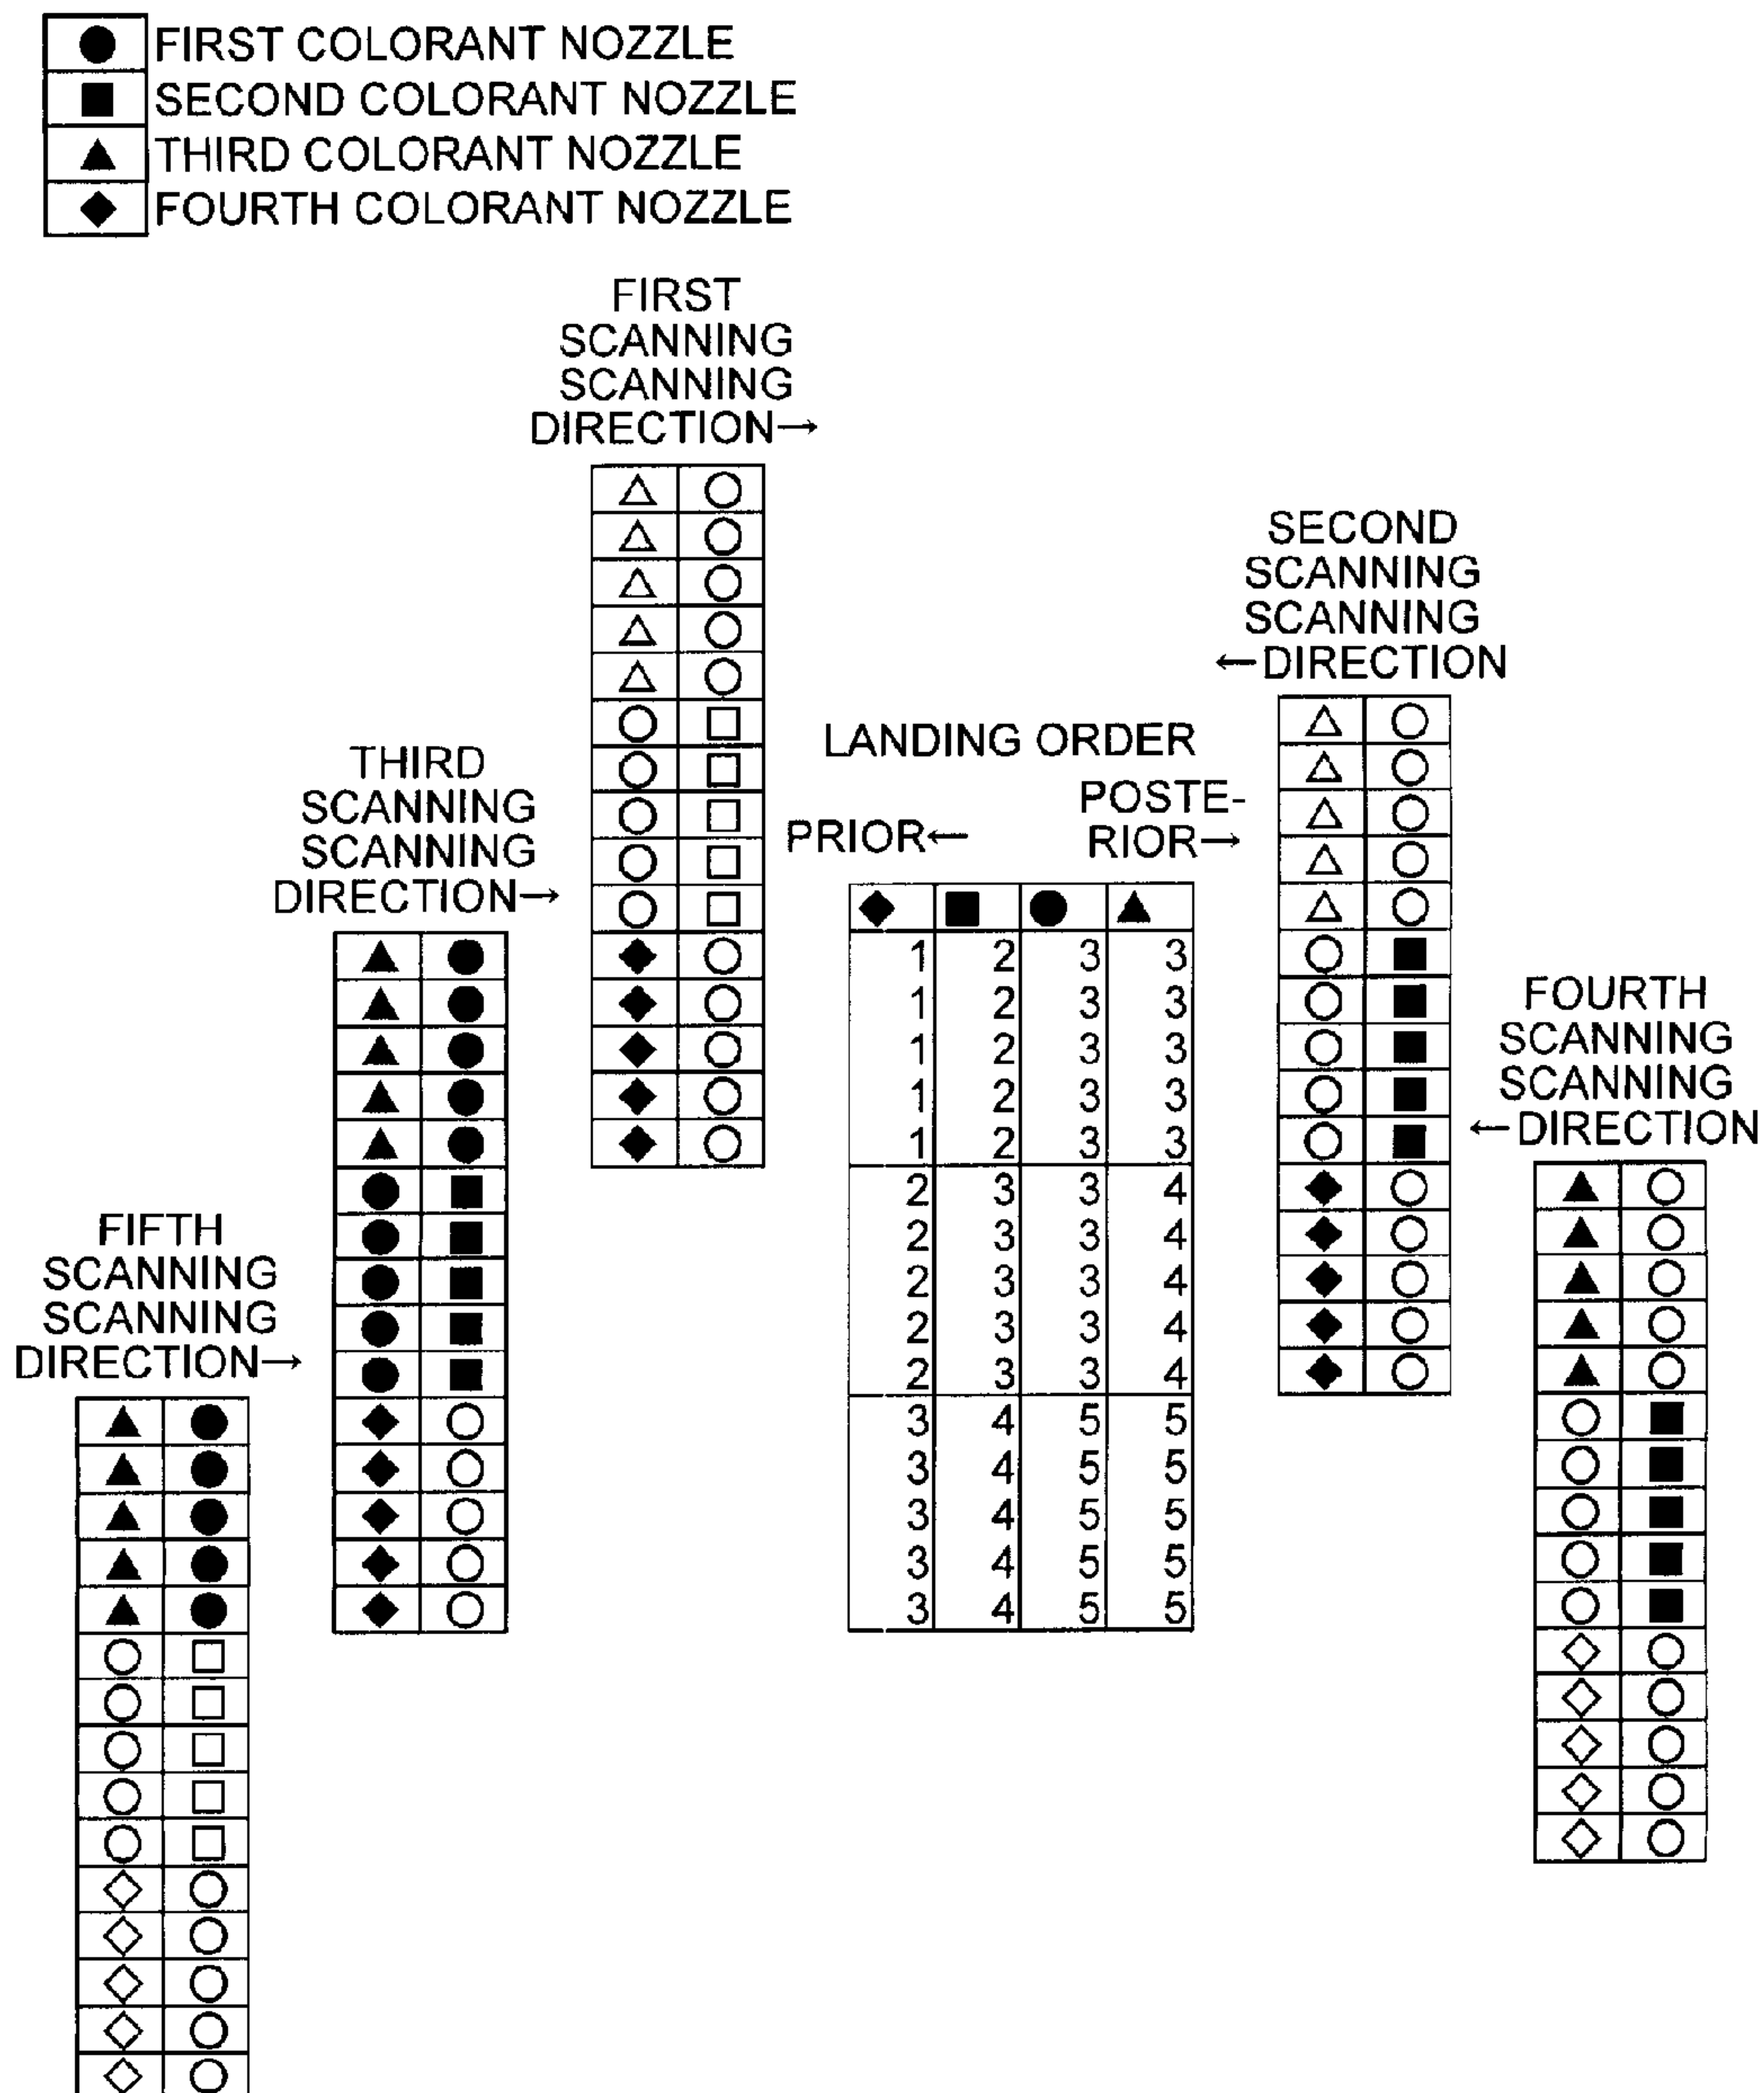 FIRST COLORANT NOZZLE
SECOND COLORANT NOZZLE
THIRD COLORANT NOZZLE
FOURTH COLORANT NOZZLE
FIRST
SCANNING
SCANNING
DIRECTION→
SECOND
SCANNING
SCANNING
←DIRECTION
THIRD
SCANNING
SCANNING
DIRECTION→
LANDING ORDER
PRIOR←
POSTE-
RIOR→
1 2 3 3
1 2 3 3
1 2 3 3
1 2 3 3
1 2 3 3
2 3 3 4
2 3 3 4
2 3 3 4
2 3 3 4
2 3 3 4
3 4 5 5
3 4 5 5
3 4 5 5
3 4 5 5
3 4 5 5
FOURTH
SCANNING
SCANNING
←DIRECTION
FIFTH
SCANNING
SCANNING
DIRECTION→